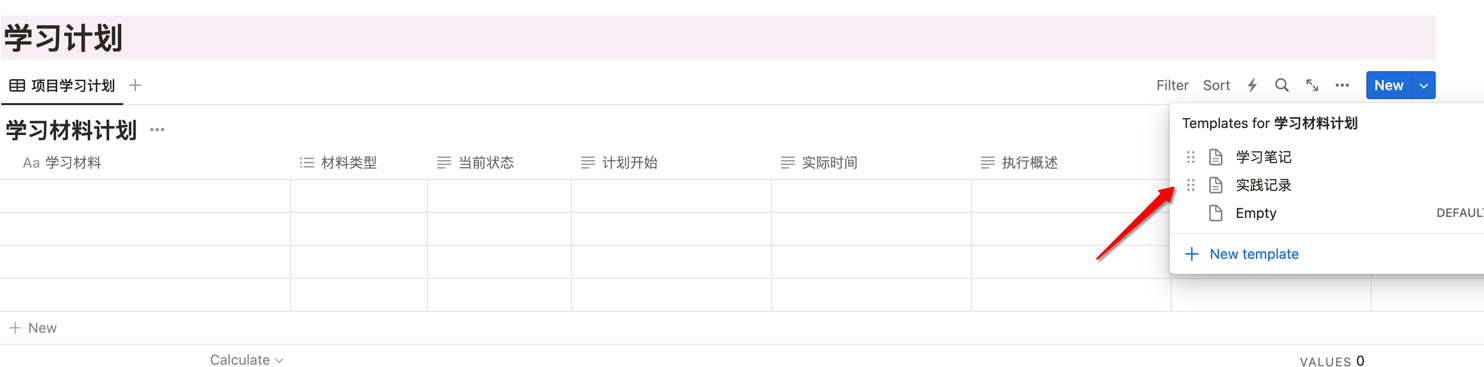 学习计划
项目学习计划
Filter Sort New
Templates for 学习材料计划
学习笔记
实践记录
Empty DEFAUL
New template
学习材料计划
Aa 学习材料 材料类型 当前状态 计划开始 实际时间 执行概述
New
Calculate VALUES 0